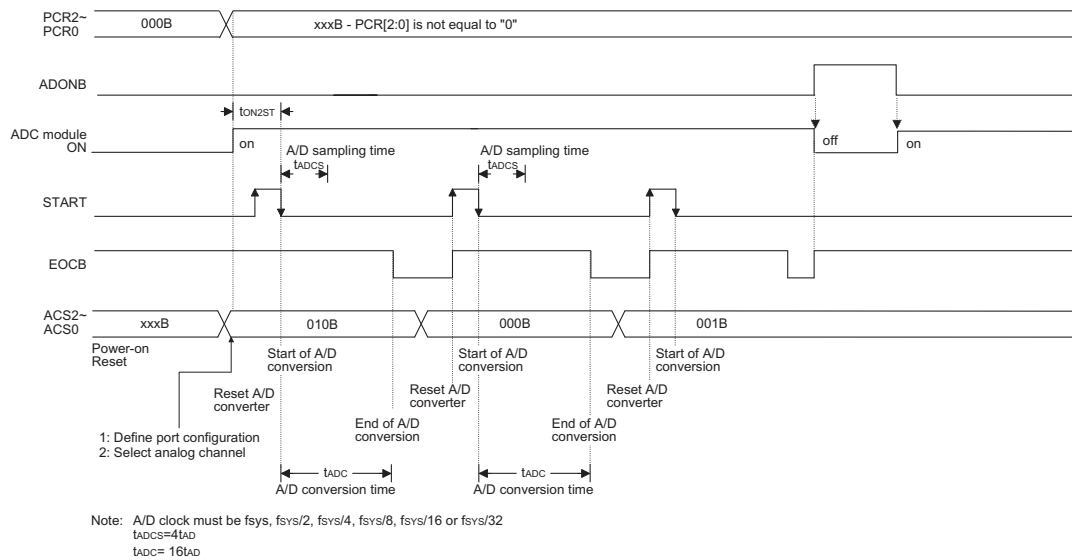 PCR2~
PCR0
000B
xxxB - PCR[2:0] is not equal to "0"
ADONB
tON2ST
ADC module
ON
on
off
on
A/D sampling time
tADCS
A/D sampling time
tADCS
START
EOCB
ACS2~
ACS0
xxxB
010B
000B
001B
Power-on
Reset
Start of A/D
conversion
Start of A/D
conversion
Start of A/D
conversion
Reset A/D
converter
Reset A/D
converter
Reset A/D
converter
End of A/D
conversion
End of A/D
conversion
1: Define port configuration
2: Select analog channel
tADC
A/D conversion time
tADC
A/D conversion time
Note: A/D clock must be fsys, fSYS/2, fSYS/4, fSYS/8, fSYS/16 or fSYS/32
tADCS=4tAD
tADC= 16tAD